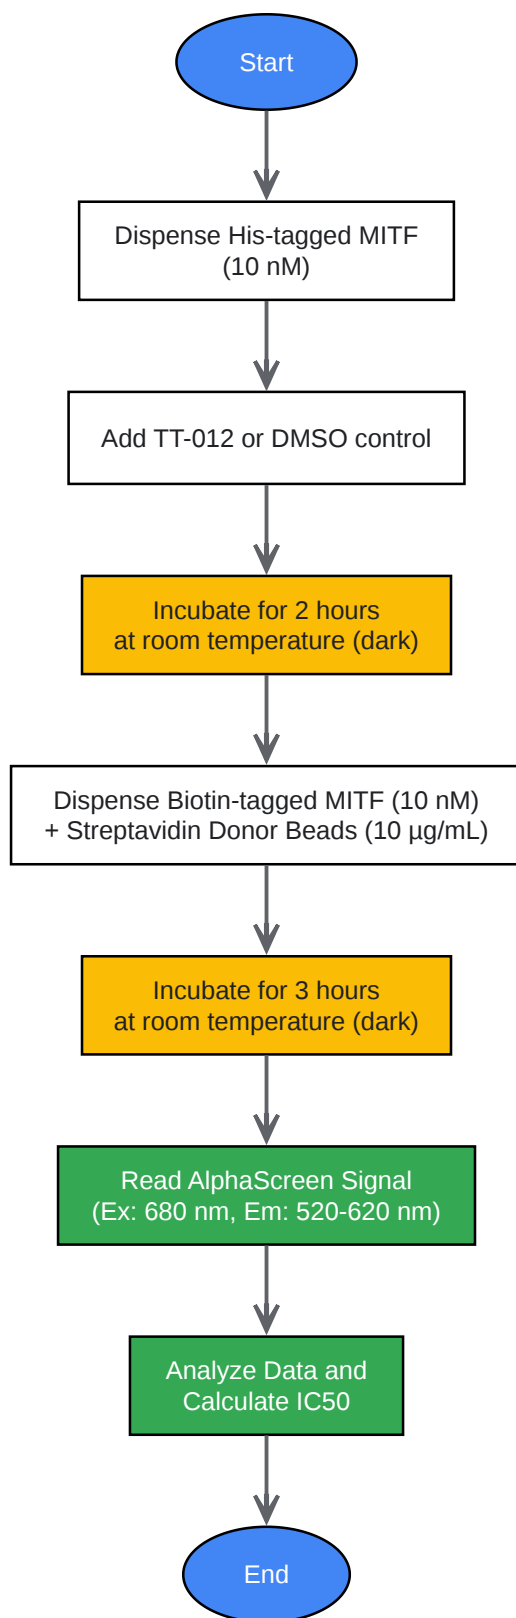 Start
Dispense His-tagged MITF
(10 nM)
Add TT-012 or DMSO control
Incubate for 2 hours
at room temperature (dark)
Dispense Biotin-tagged MITF (10 nM)
+ Streptavidin Donor Beads (10 µg/mL)
Incubate for 3 hours
at room temperature (dark)
Read AlphaScreen Signal
(Ex: 680 nm, Em: 520-620 nm)
Analyze Data and
Calculate IC50
End